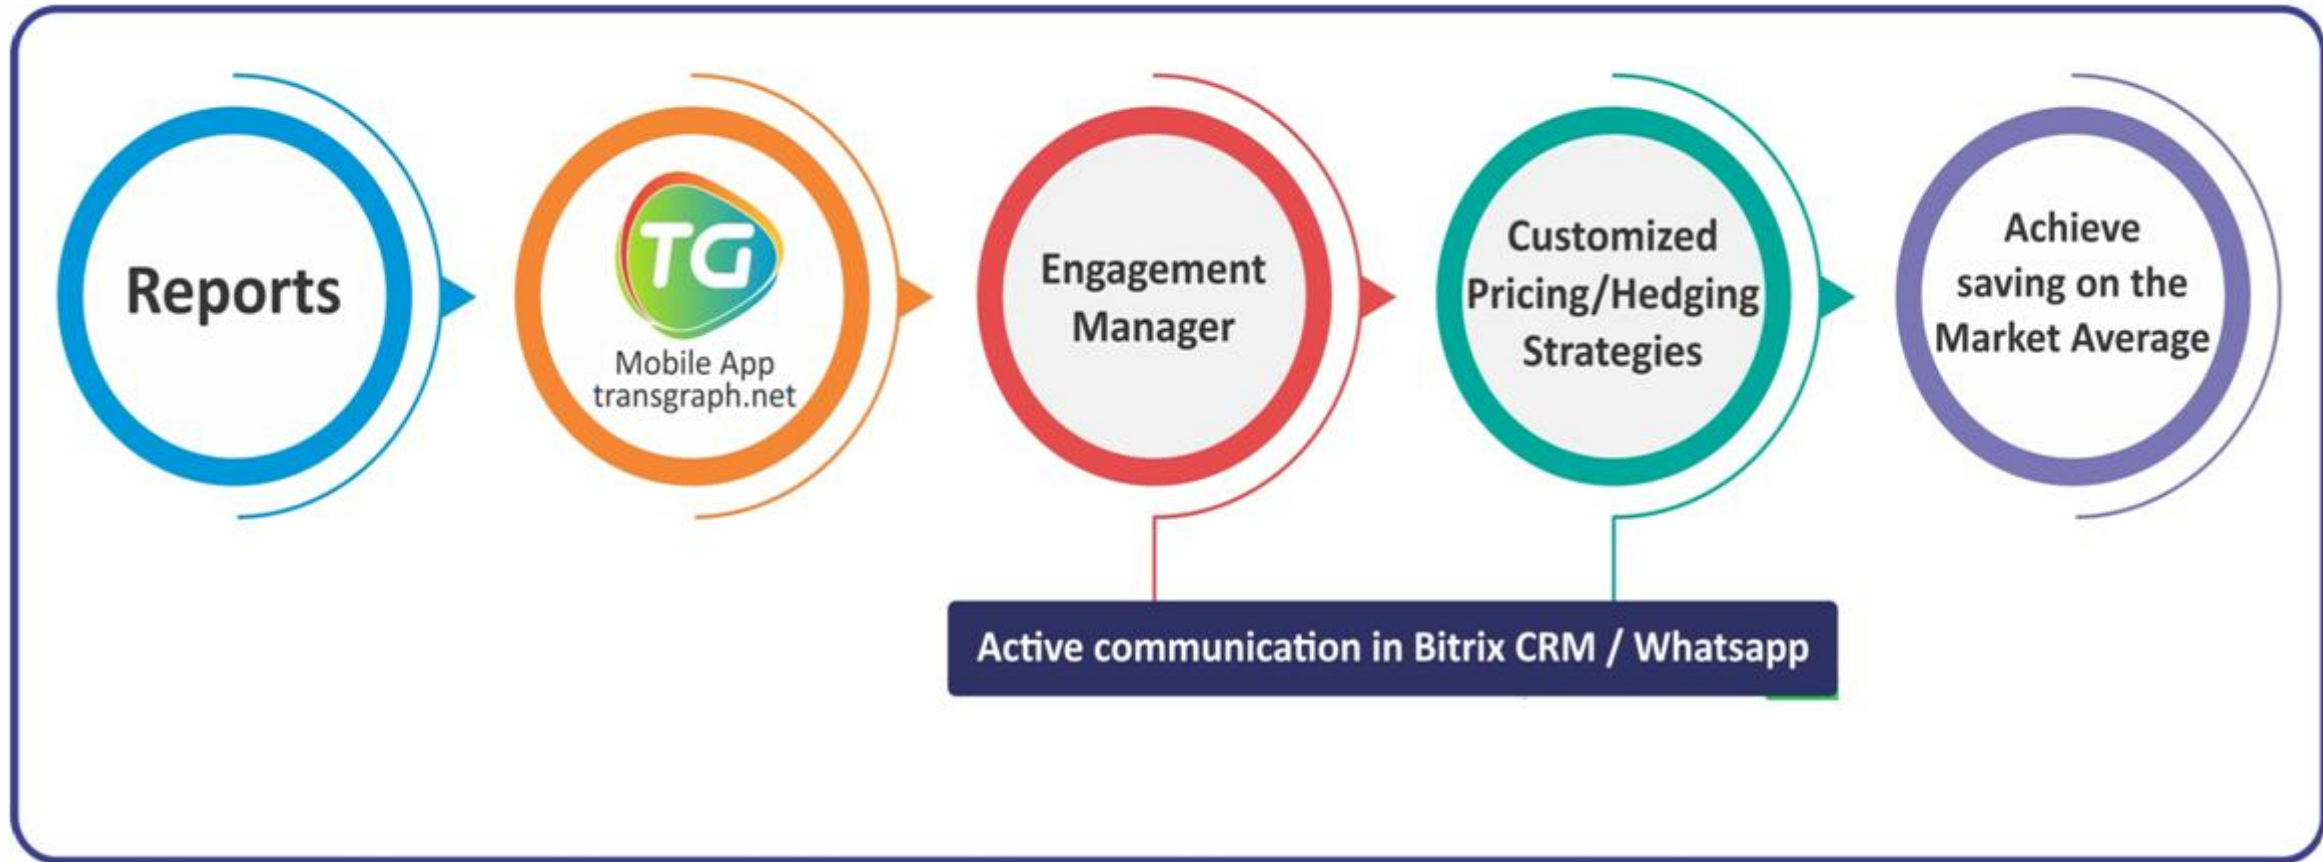 Reports
TG
Mobile App
transgraph.net
Engagement
Manager
Customized
Pricing/Hedging
Strategies
Achieve
saving on the
Market Average
Active communication in Bitrix CRM / Whatsapp